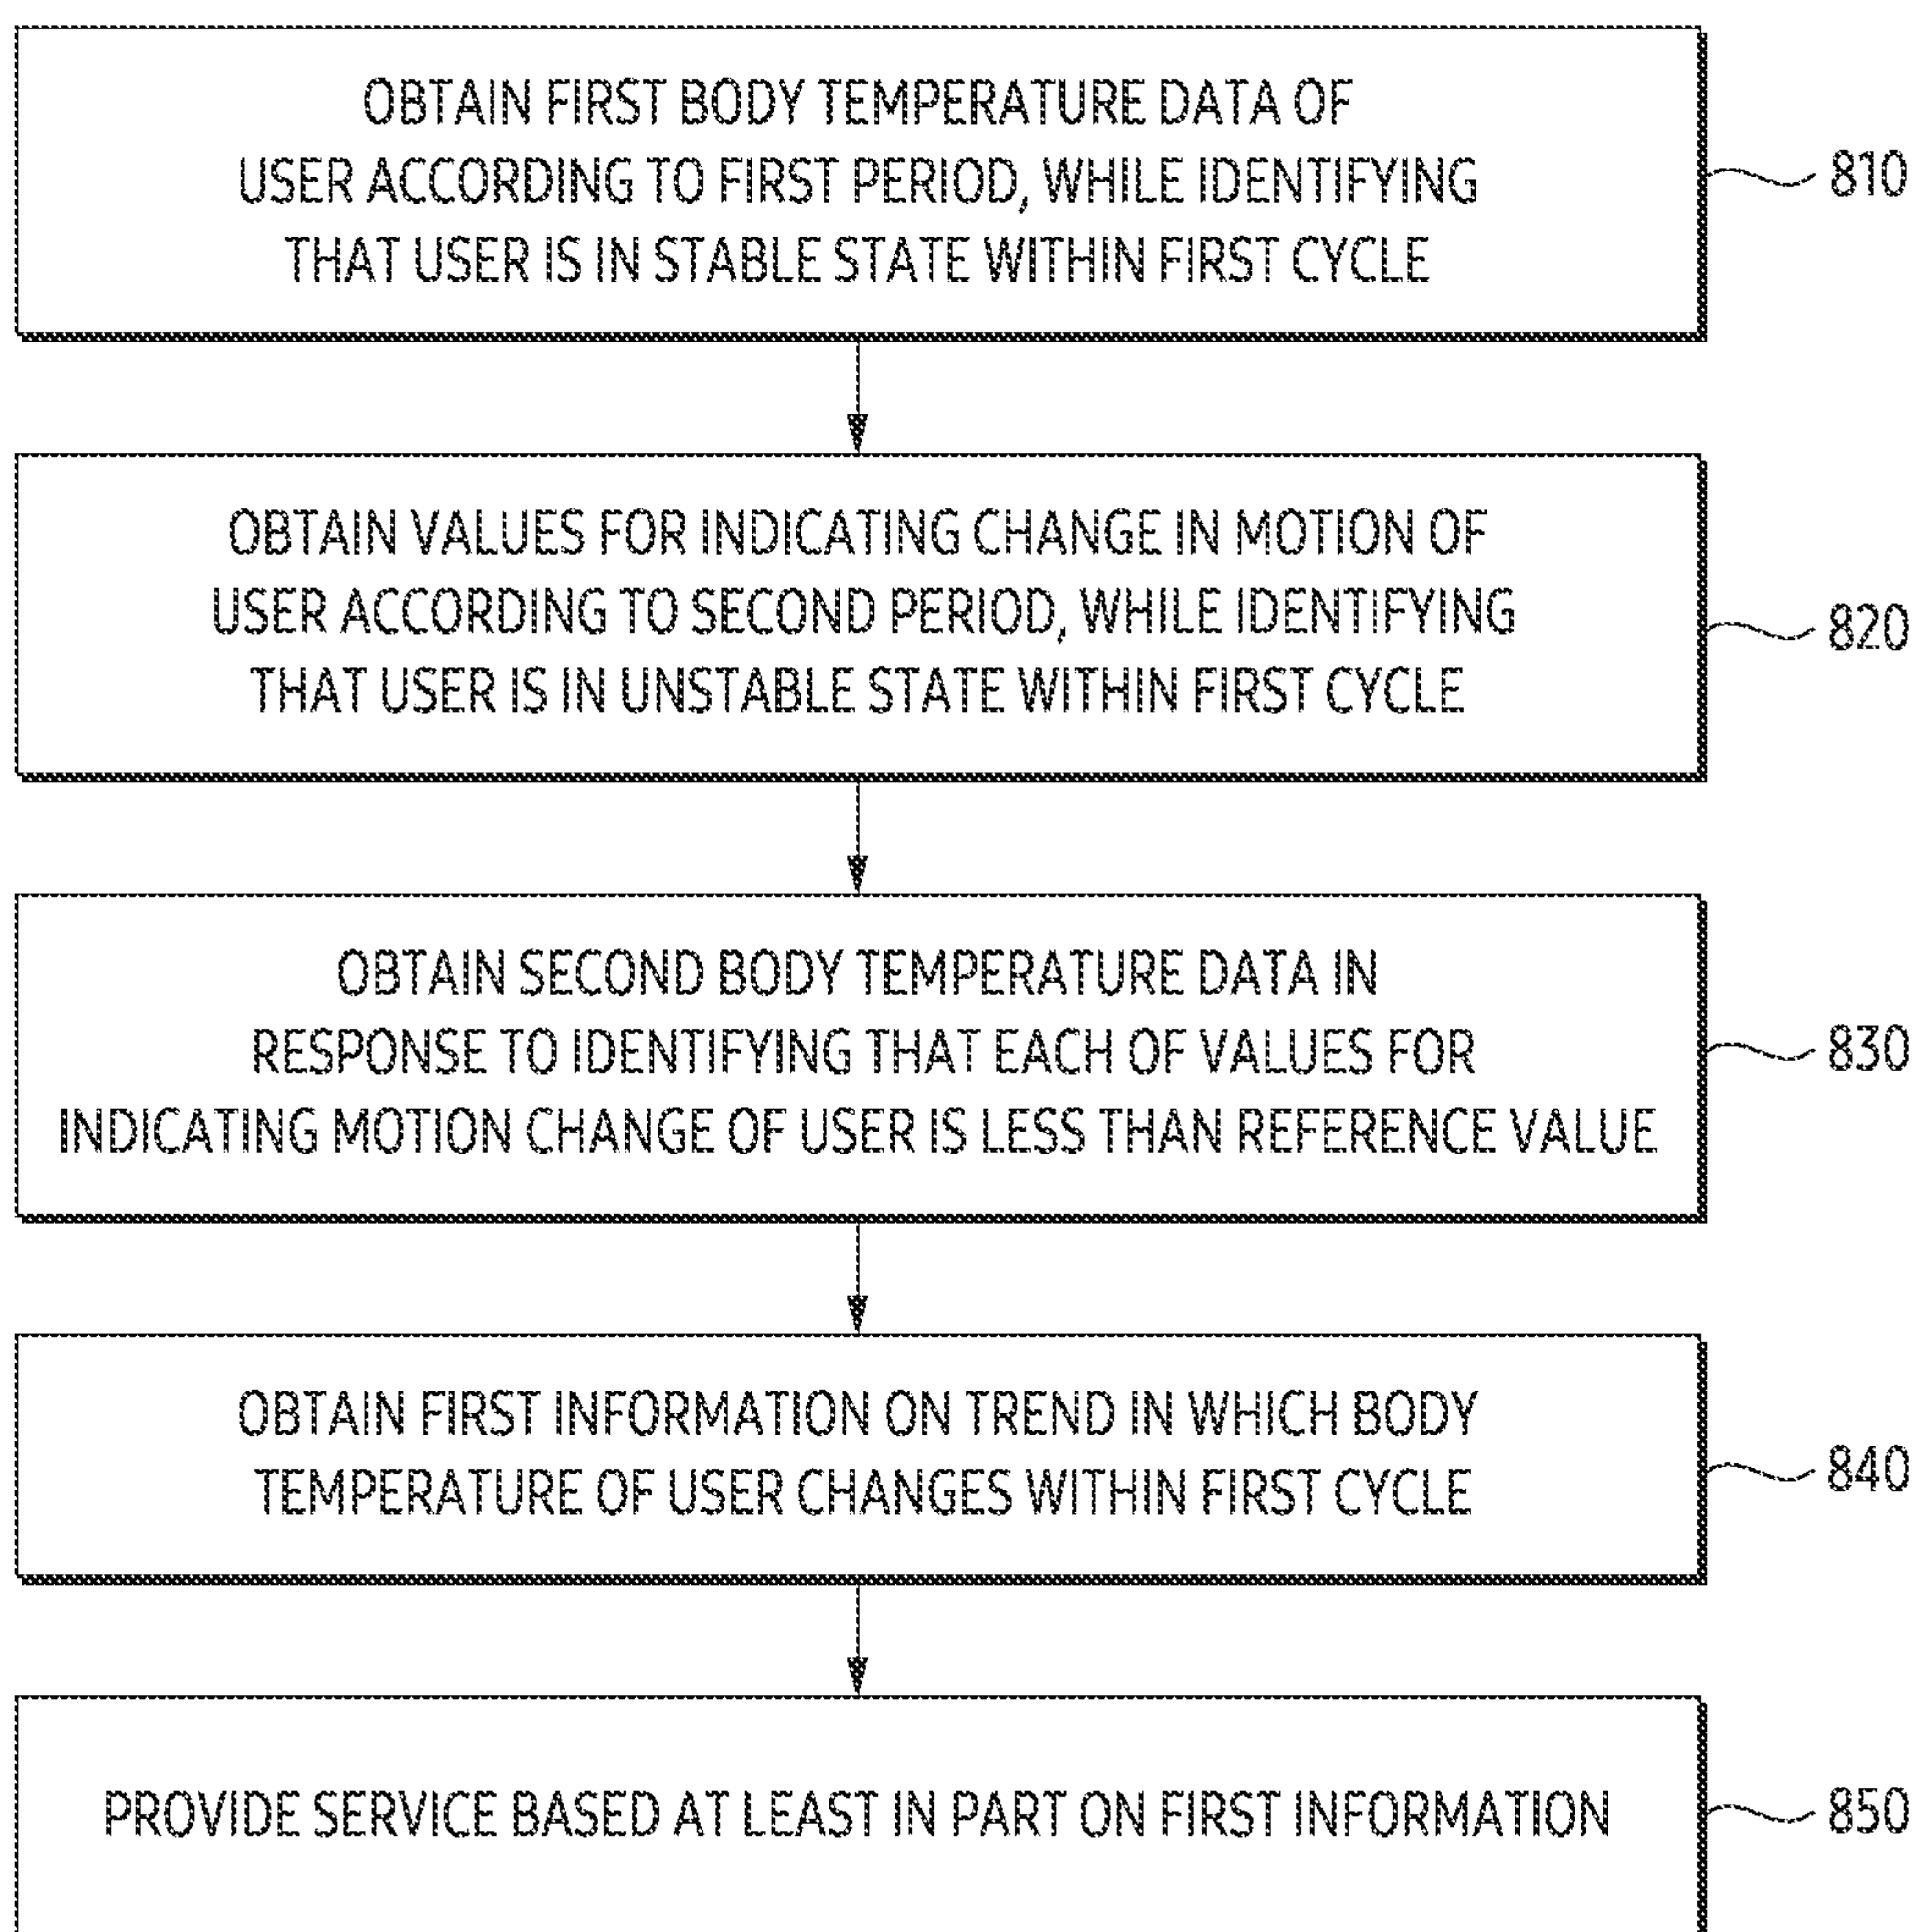 OBTAIN FIRST BODY TEMPERATURE DATA OF
USER ACCORDING TO FIRST PERIOD, WHILE IDENTIFYING
THAT USER IS IN STABLE STATE WITHIN FIRST CYCLE
810
OBTAIN VALUES FOR INDICATING CHANGE IN MOTION OF
USER ACCORDING TO SECOND PERIOD, WHILE IDENTIFYING
THAT USER IS IN UNSTABLE STATE WITHIN FIRST CYCLE
820
OBTAIN SECOND BODY TEMPERATURE DATA IN
RESPONSE TO IDENTIFYING THAT EACH OF VALUES FOR
INDICATING MOTION CHANGE OF USER IS LESS THAN REFERENCE VALUE
830
OBTAIN FIRST INFORMATION ON TREND IN WHICH BODY
TEMPERATURE OF USER CHANGES WITHIN FIRST CYCLE
840
PROVIDE SERVICE BASED AT LEAST IN PART ON FIRST INFORMATION
850